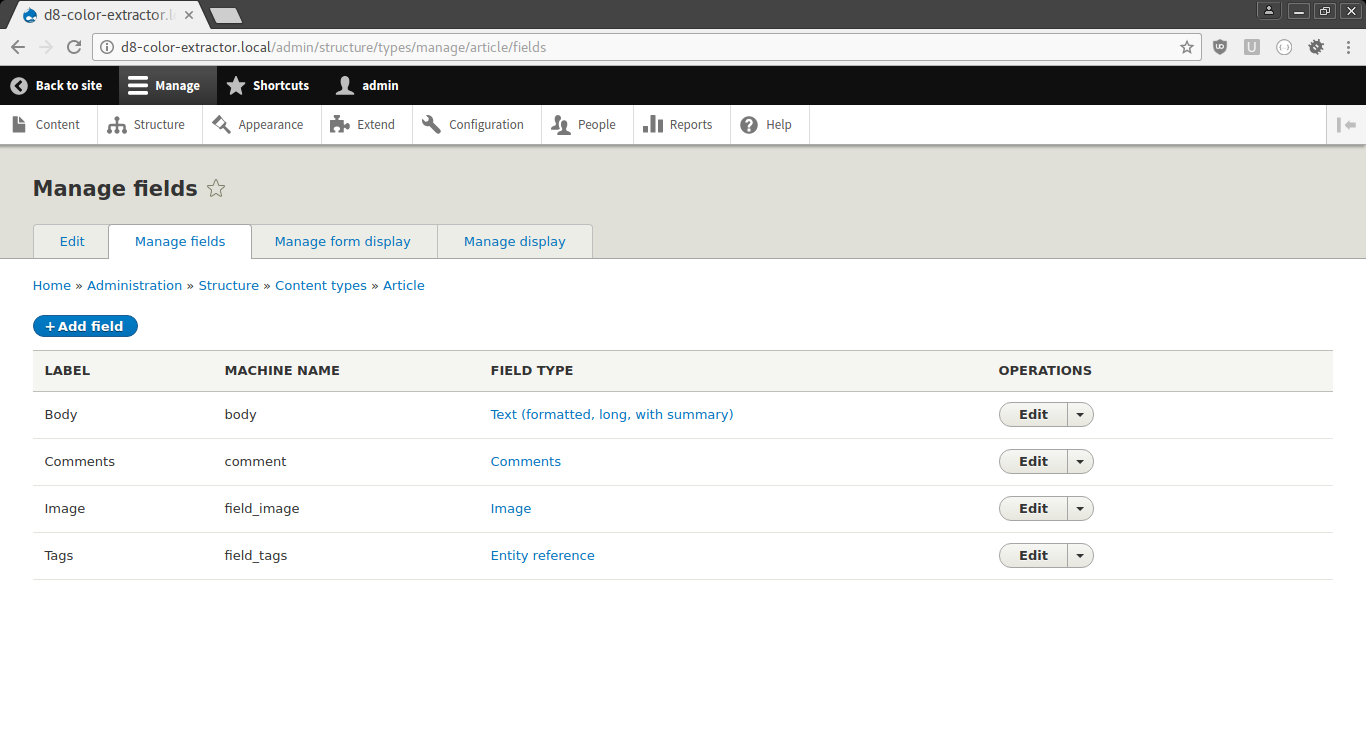 d8-color-extractor.l
d8-color-extractor.local/admin/structure/types/manage/article/fields
Back to site Manage Shortcuts admin
Content Structure Appearance Extend Configuration People Reports Help
Manage fields
Edit Manage fields Manage form display Manage display
Home » Administration » Structure » Content types » Article
+ Add field
LABEL MACHINE NAME FIELD TYPE OPERATIONS
Body body Text (formatted, long, with summary) Edit
Comments comment Comments Edit
Image field_image Image Edit
Tags field_tags Entity reference Edit